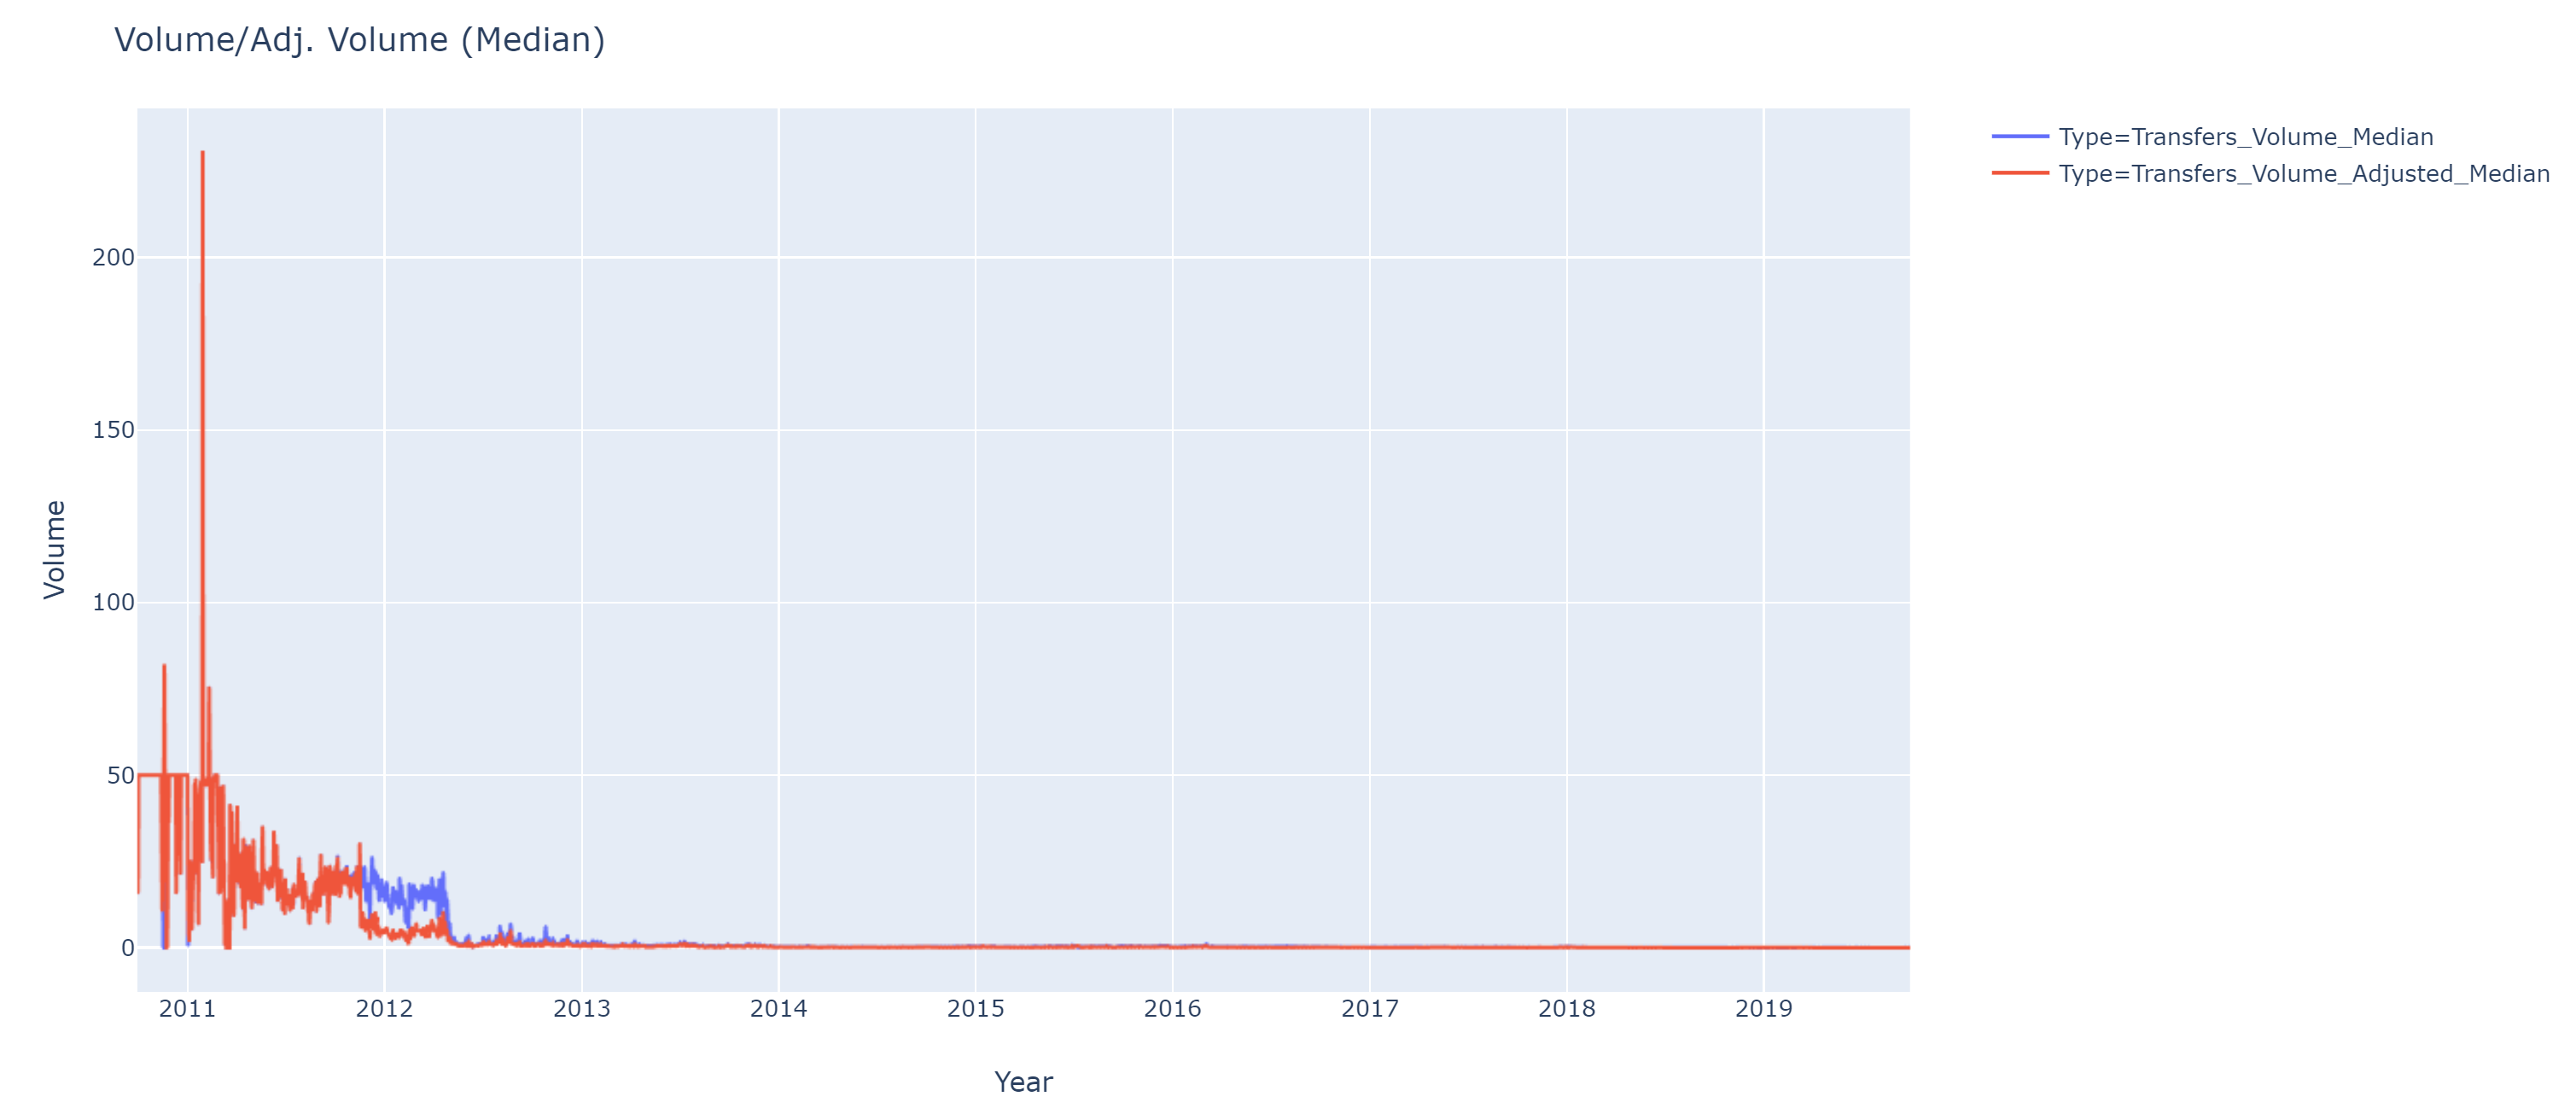 Volume/Adj. Volume (Median)
Type=Transfers_Volume_Median
Type=Transfers_Volume_Adjusted_Median
200
150
100
50
0
Volume
2011 2012 2013 2014 2015 2016 2017 2018 2019
Year